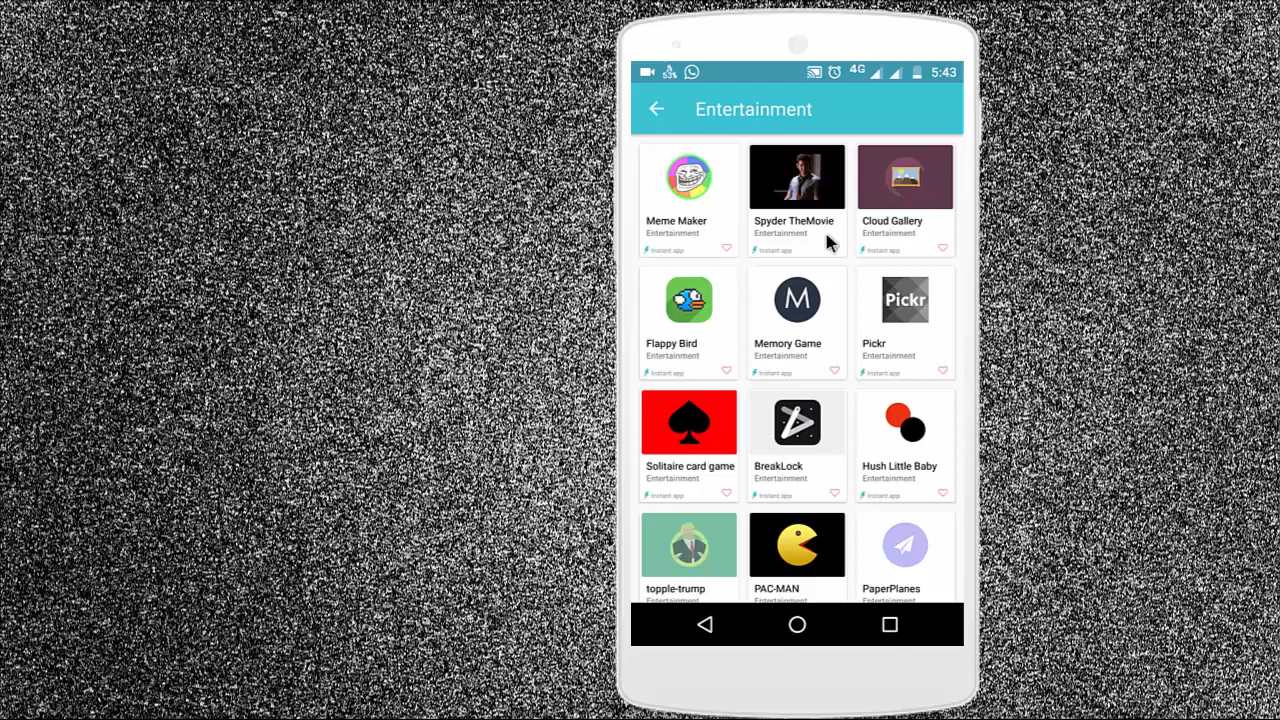 53% 4G 5:43
Entertainment
Meme Maker
Entertainment
Instant app
Spyder TheMovie
Entertainment
Instant app
Cloud Gallery
Entertainment
Instant app
Flappy Bird
Entertainment
Instant app
M
Memory Game
Entertainment
Instant app
Pickr
Pickr
Entertainment
Instant app
Solitaire card game
Entertainment
Instant app
BreakLock
Entertainment
Instant app
Hush Little Baby
Entertainment
Instant app
topple-trump
Entertainment
PAC-MAN
Entertainment
PaperPlanes
Entertainment